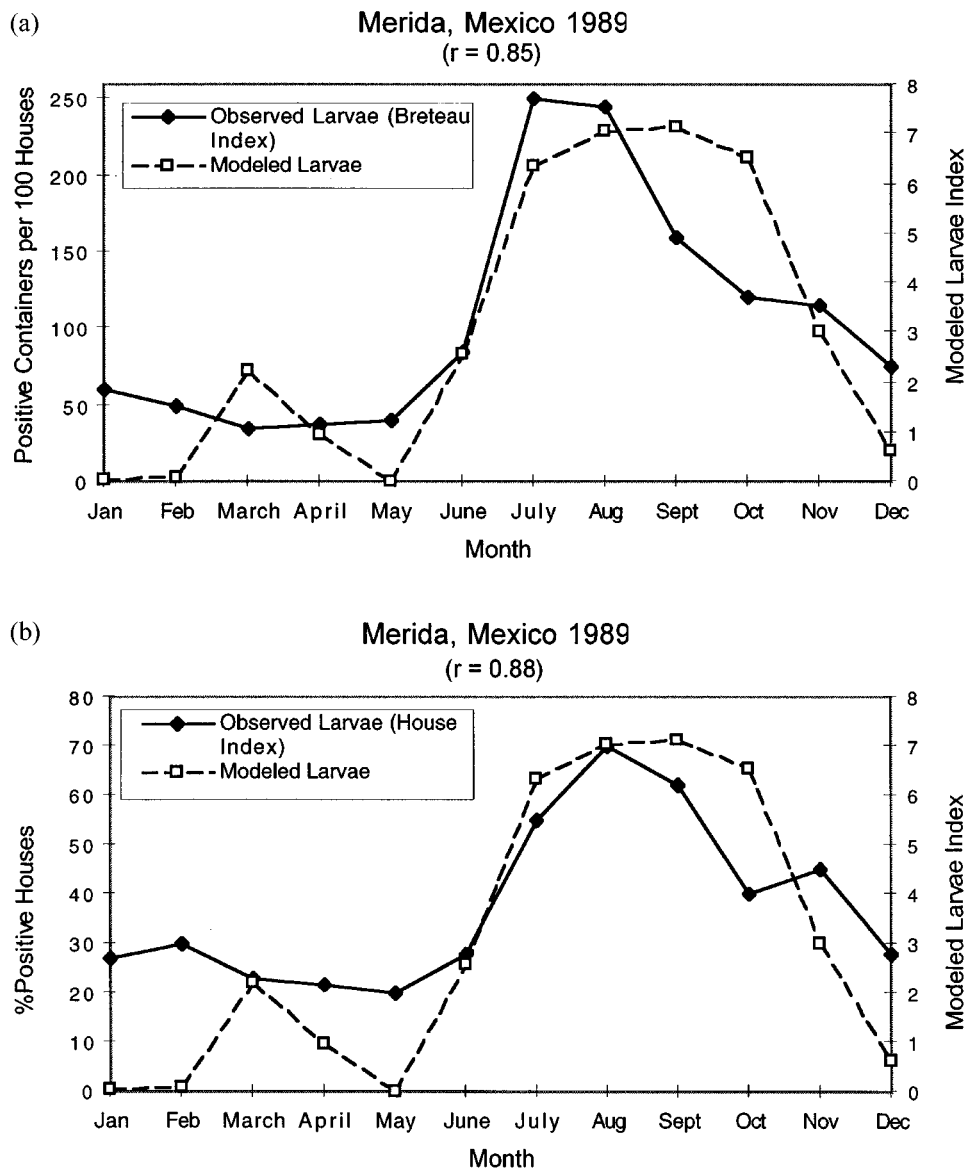 (a)
Merida, Mexico 1989
(r = 0.85)
Observed Larvae (Breteau
Index)
Modeled Larvae
Positive Containers per 100 Houses
250
200
150
100
50
0
8
7
6
5
4
3
2
1
0
Modeled Larvae Index
Jan Feb March April May June July Aug Sept Oct Nov Dec
Month
(b)
Merida, Mexico 1989
(r = 0.88)
Observed Larvae (House
Index)
Modeled Larvae
%Positive Houses
80
70
60
50
40
30
20
10
0
8
7
6
5
4
3
2
1
0
Modeled Larvae Index
Jan Feb March April May June July Aug Sept Oct Nov Dec
Month